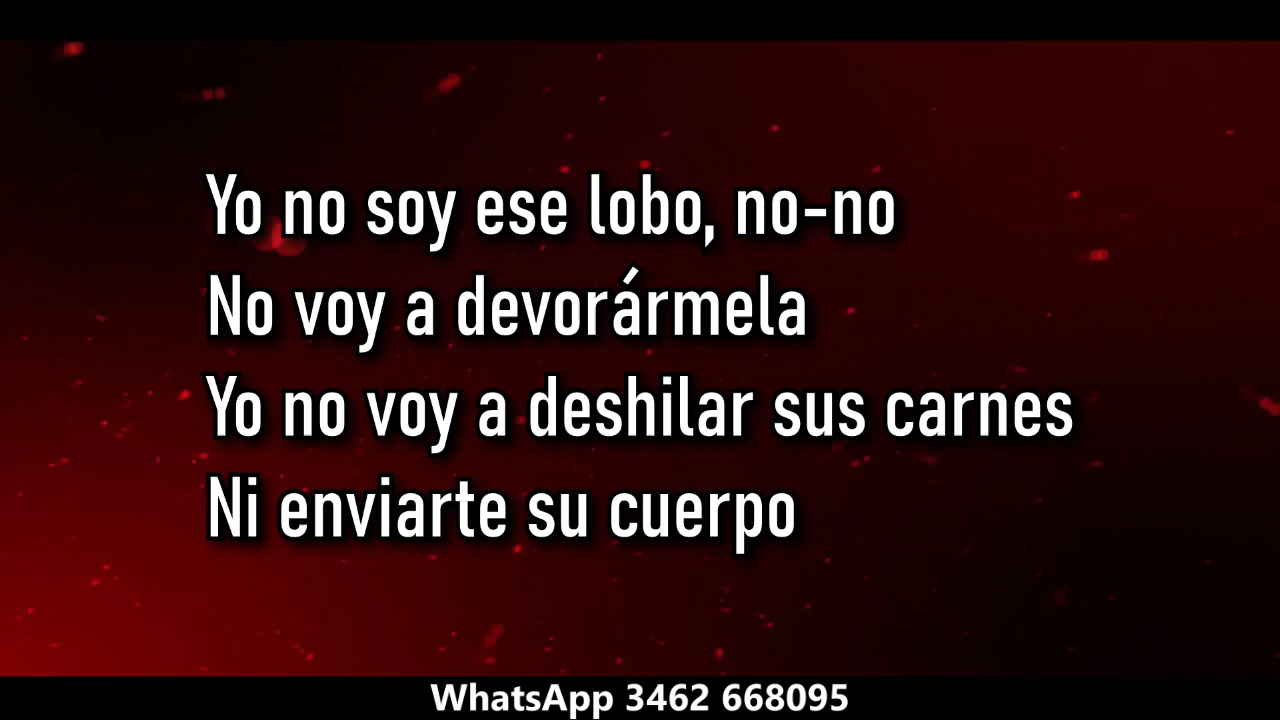 Yo no soy ese lobo, no-no
No voy a devorármela
Yo no voy a deshilar sus carnes
Ni enviarte su cuerpo
WhatsApp 3462 668095